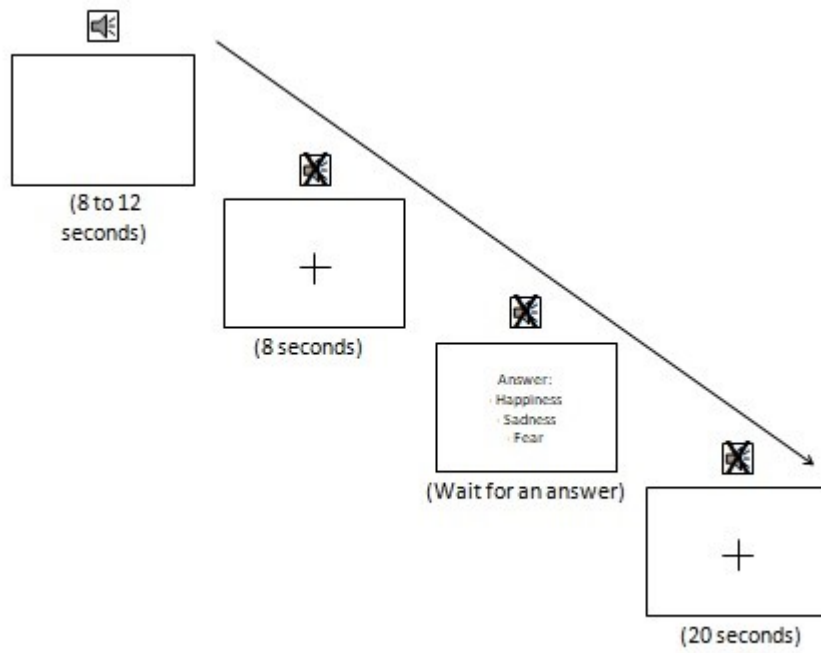 (8 to 12
seconds)
(8 seconds)
Answer:
· Happiness
· Sadness
· Fear
(Wait for an answer)
(20 seconds)